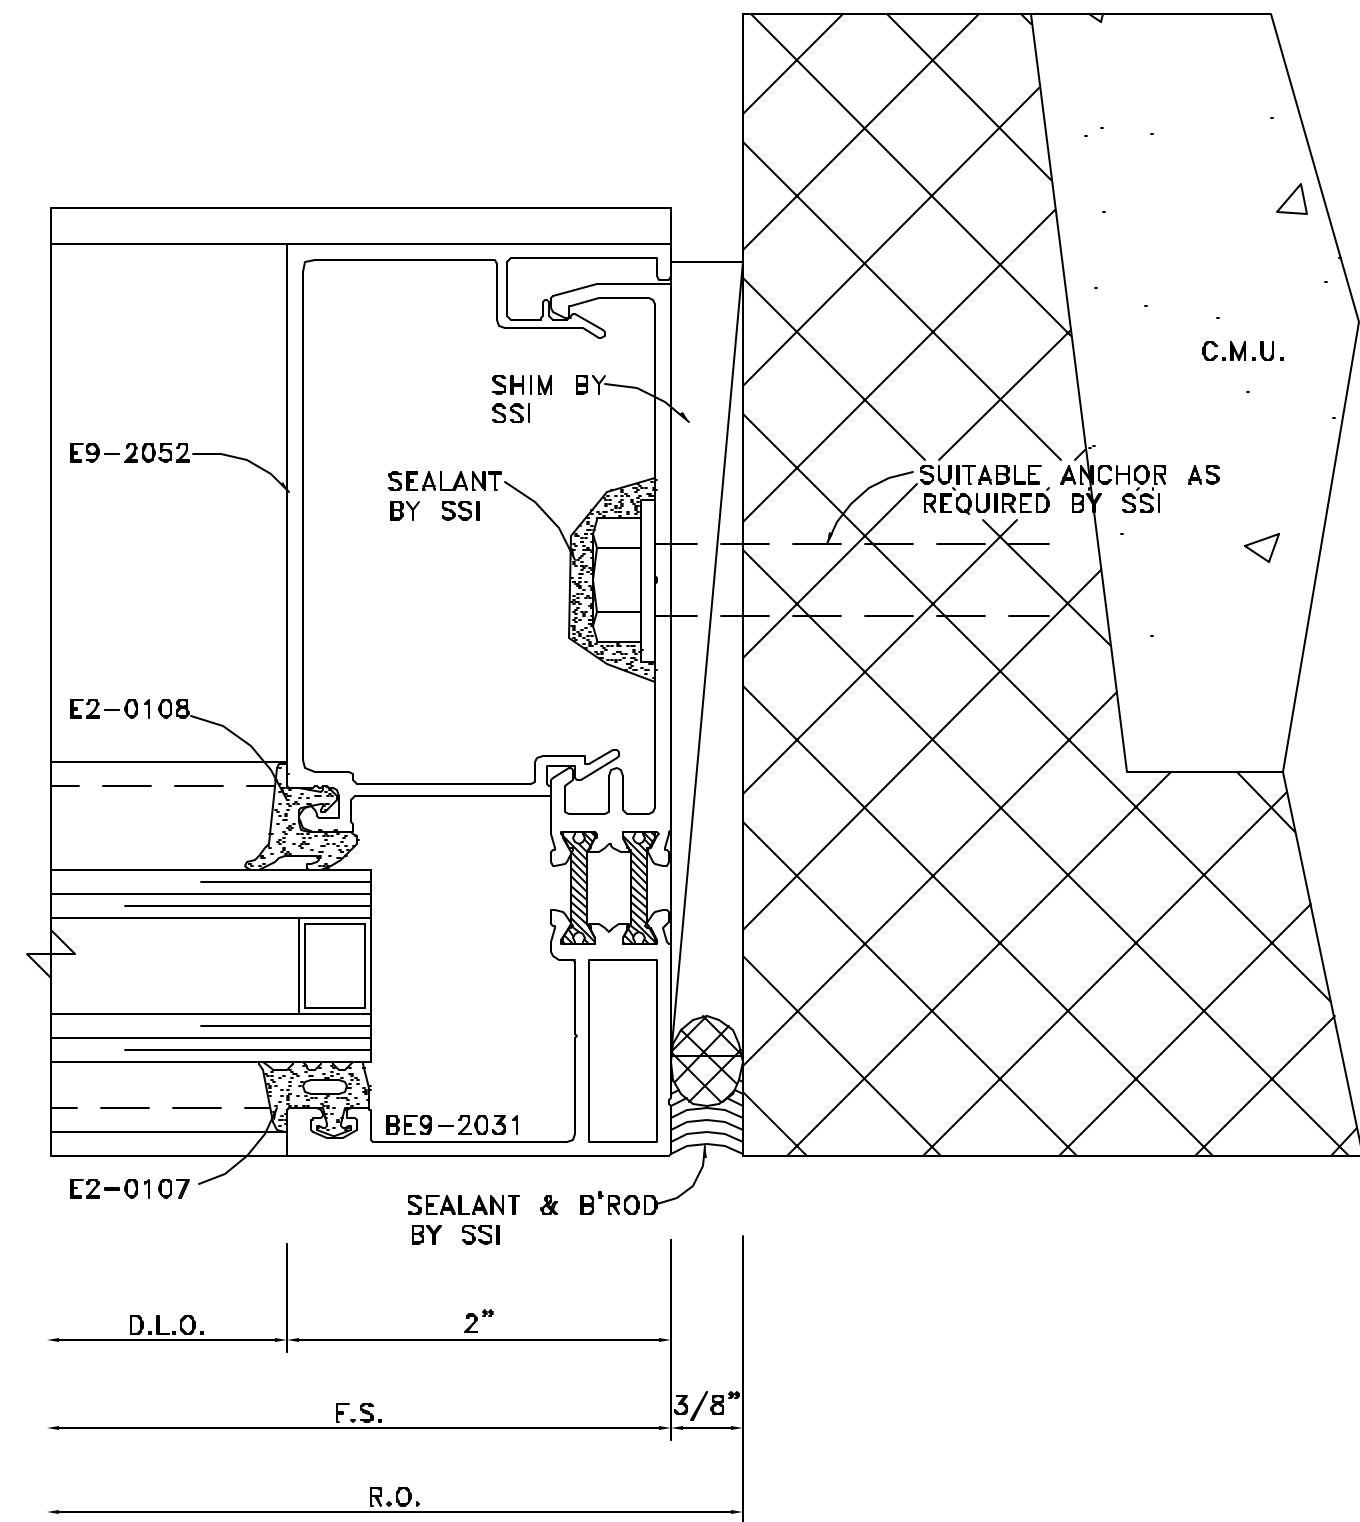 C.M.U.
SHIM BY
SSI
E9-2052
SEALANT
BY SSI
SUITABLE ANCHOR AS
REQUIRED BY SSI
E2-0108
BE9-2031
E2-0107
SEALANT & B'ROD
BY SSI
D.L.O.
2"
F.S.
3/8"
R.O.